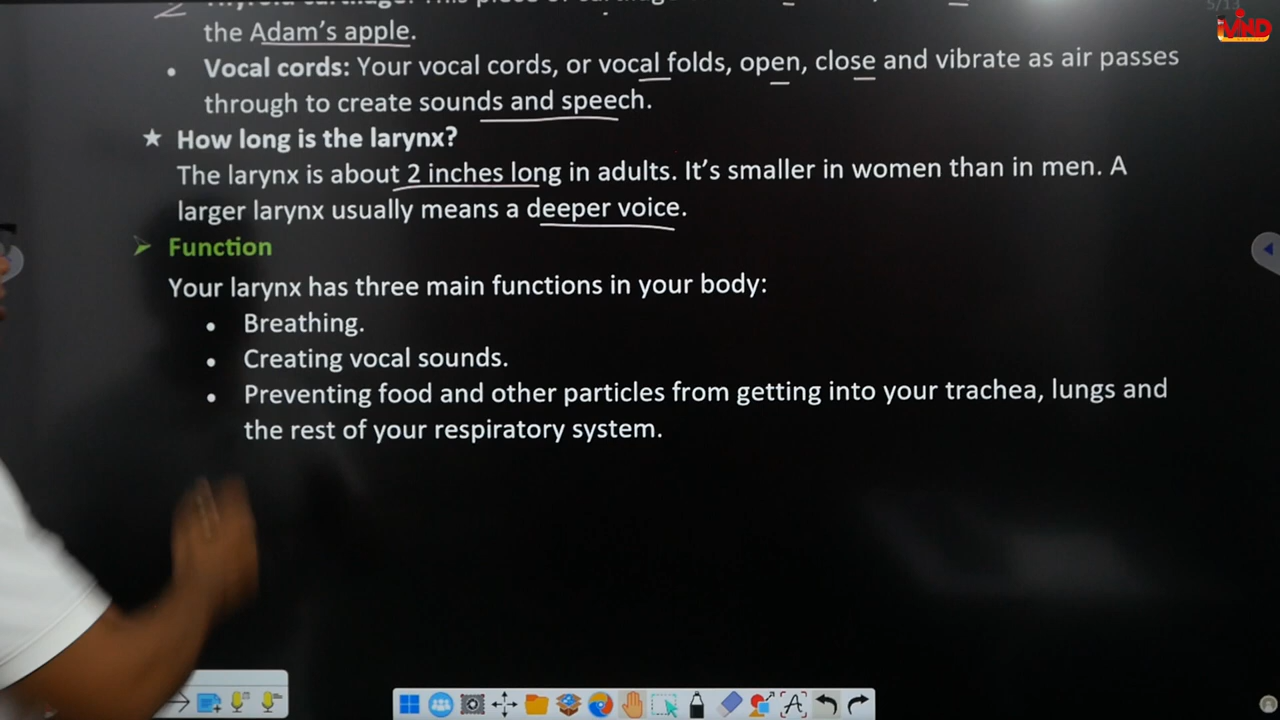 the Adam's apple.
• Vocal cords: Your vocal cords, or vocal folds, open, close and vibrate as air passes
through to create sounds and speech.
★ How long is the larynx?
The larynx is about 2 inches long in adults. It's smaller in women than in men. A
larger larynx usually means a deeper voice.
➢ Function
Your larynx has three main functions in your body:
• Breathing.
• Creating vocal sounds.
• Preventing food and other particles from getting into your trachea, lungs and
the rest of your respiratory system.
5/13